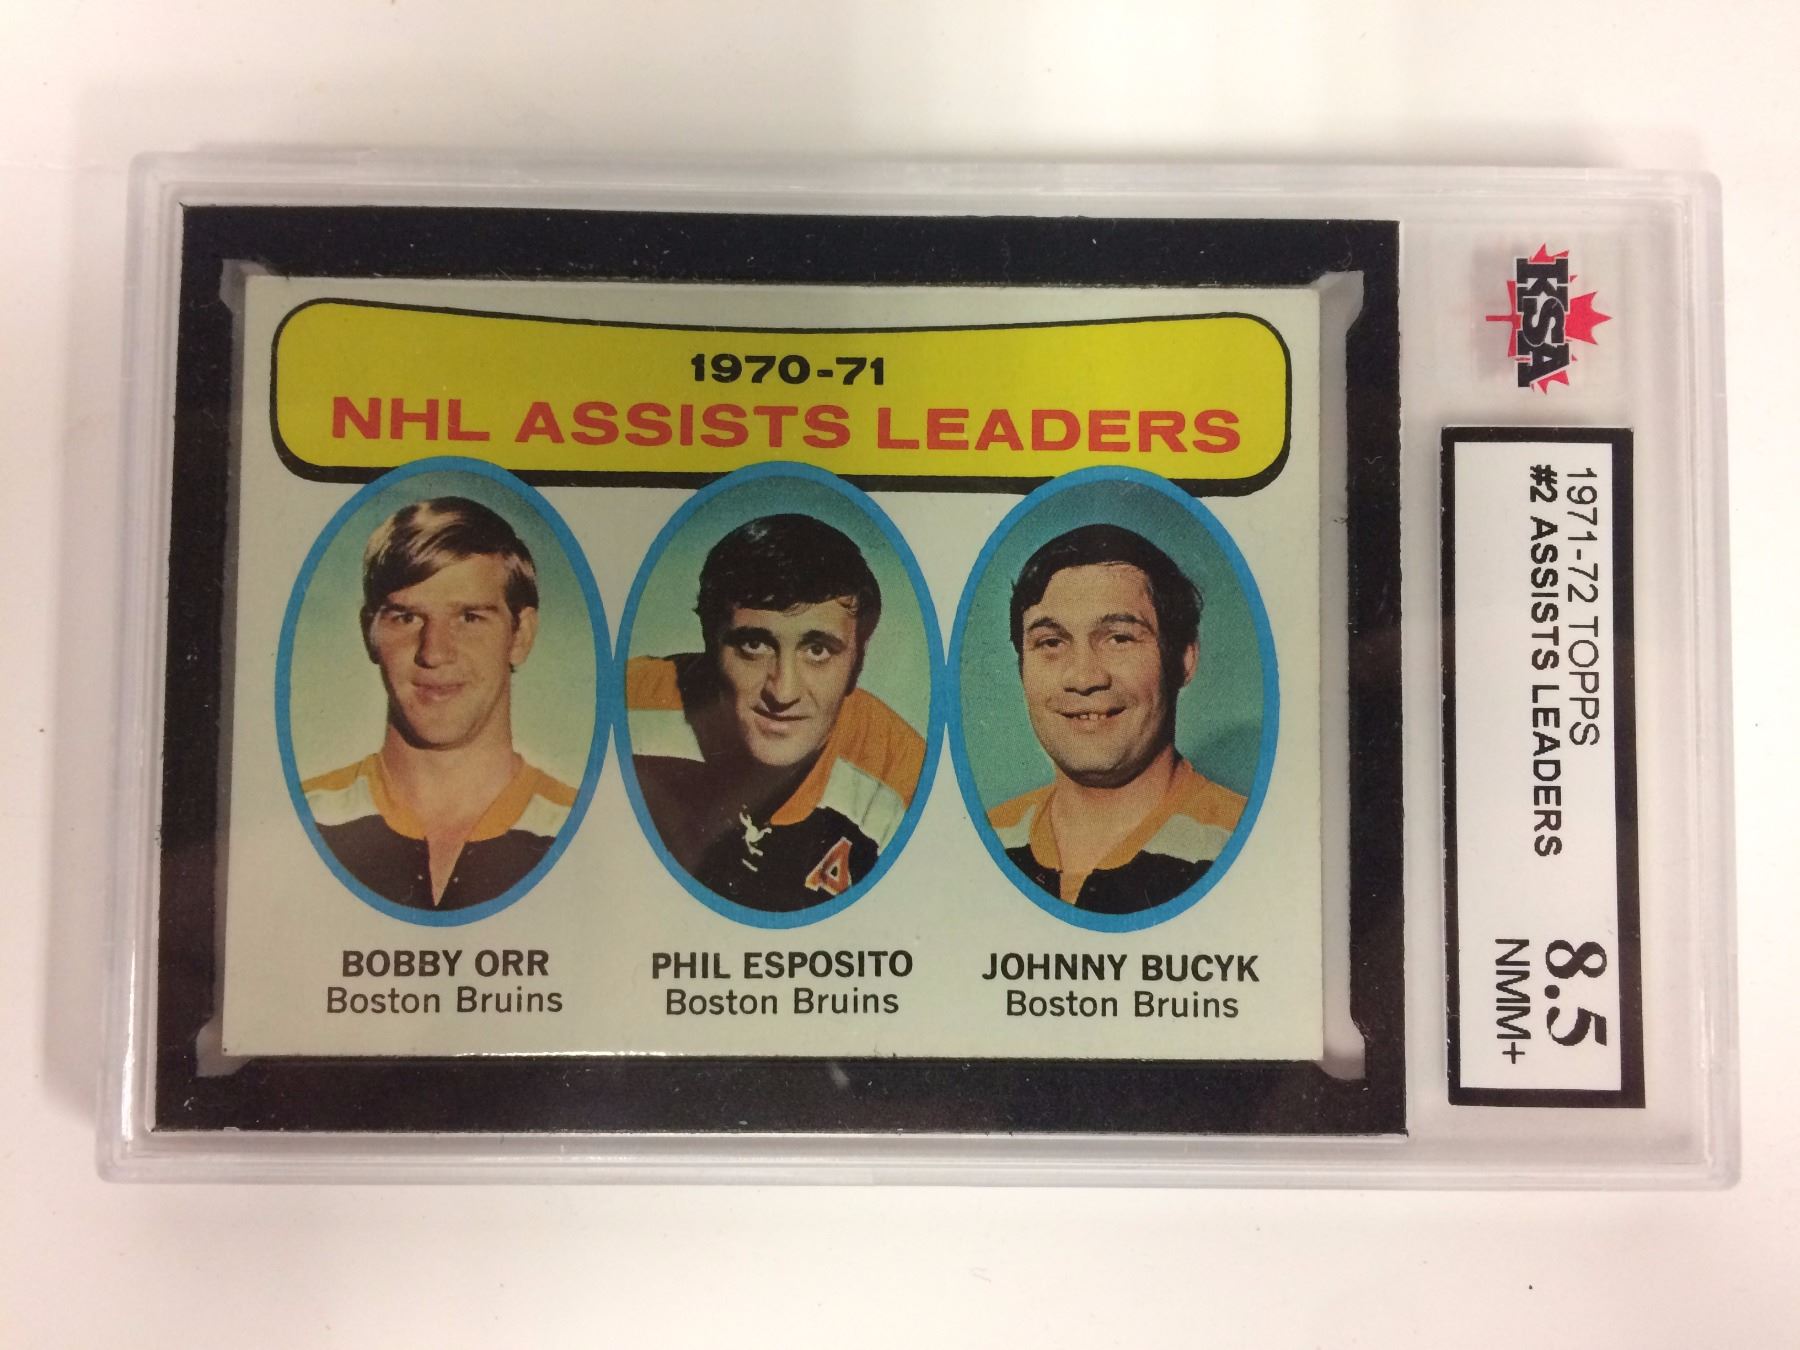 1970-71
NHL ASSISTS LEADERS
BOBBY ORR
Boston Bruins
PHIL ESPOSITO
Boston Bruins
JOHNNY BUCYK
Boston Bruins
A
KSA
1971-72 TOPPS
#2 ASSISTS LEADERS
8.5
NMM+